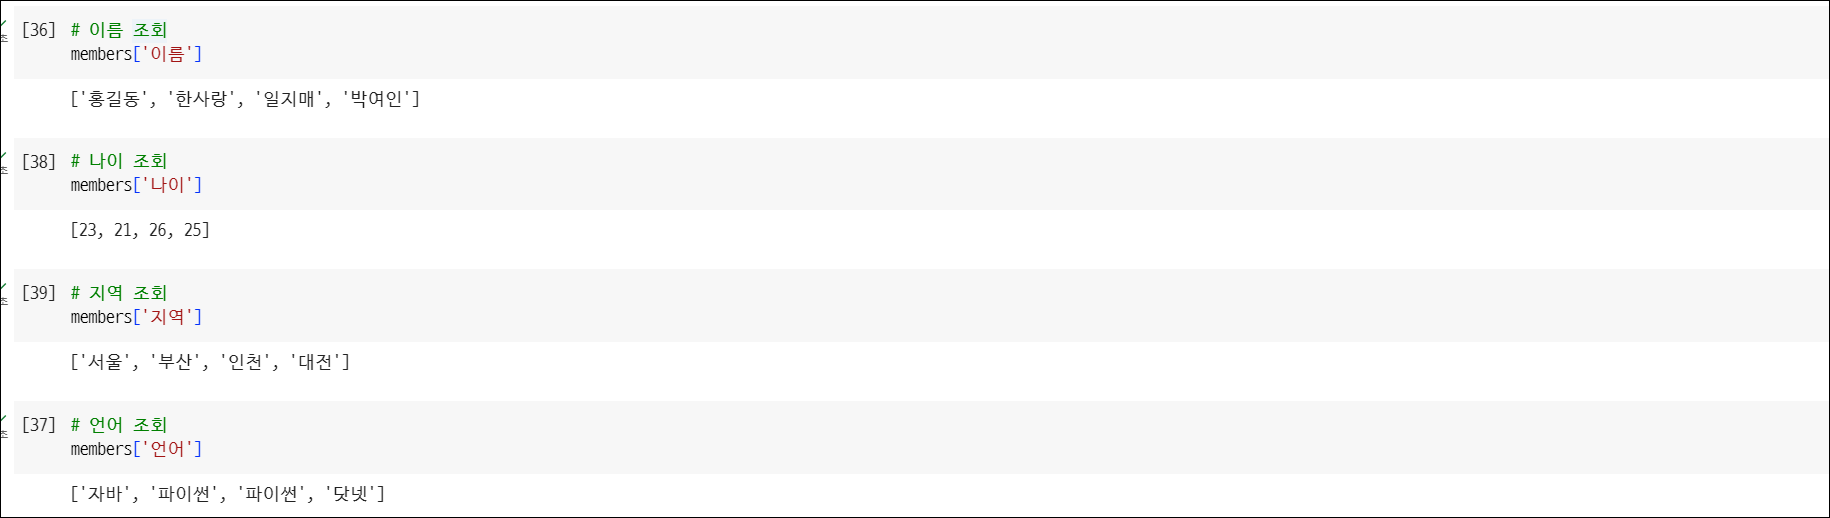 [36] # 이름 조회
members['이름']
['홍길동', '한사랑', '일지매', '박여인']
[38] # 나이 조회
members['나이']
[23, 21, 26, 25]
[39] # 지역 조회
members['지역']
['서울', '부산', '인천', '대전']
[37] # 언어 조회
members['언어']
['자바', '파이썬', '파이썬', '닷넷']